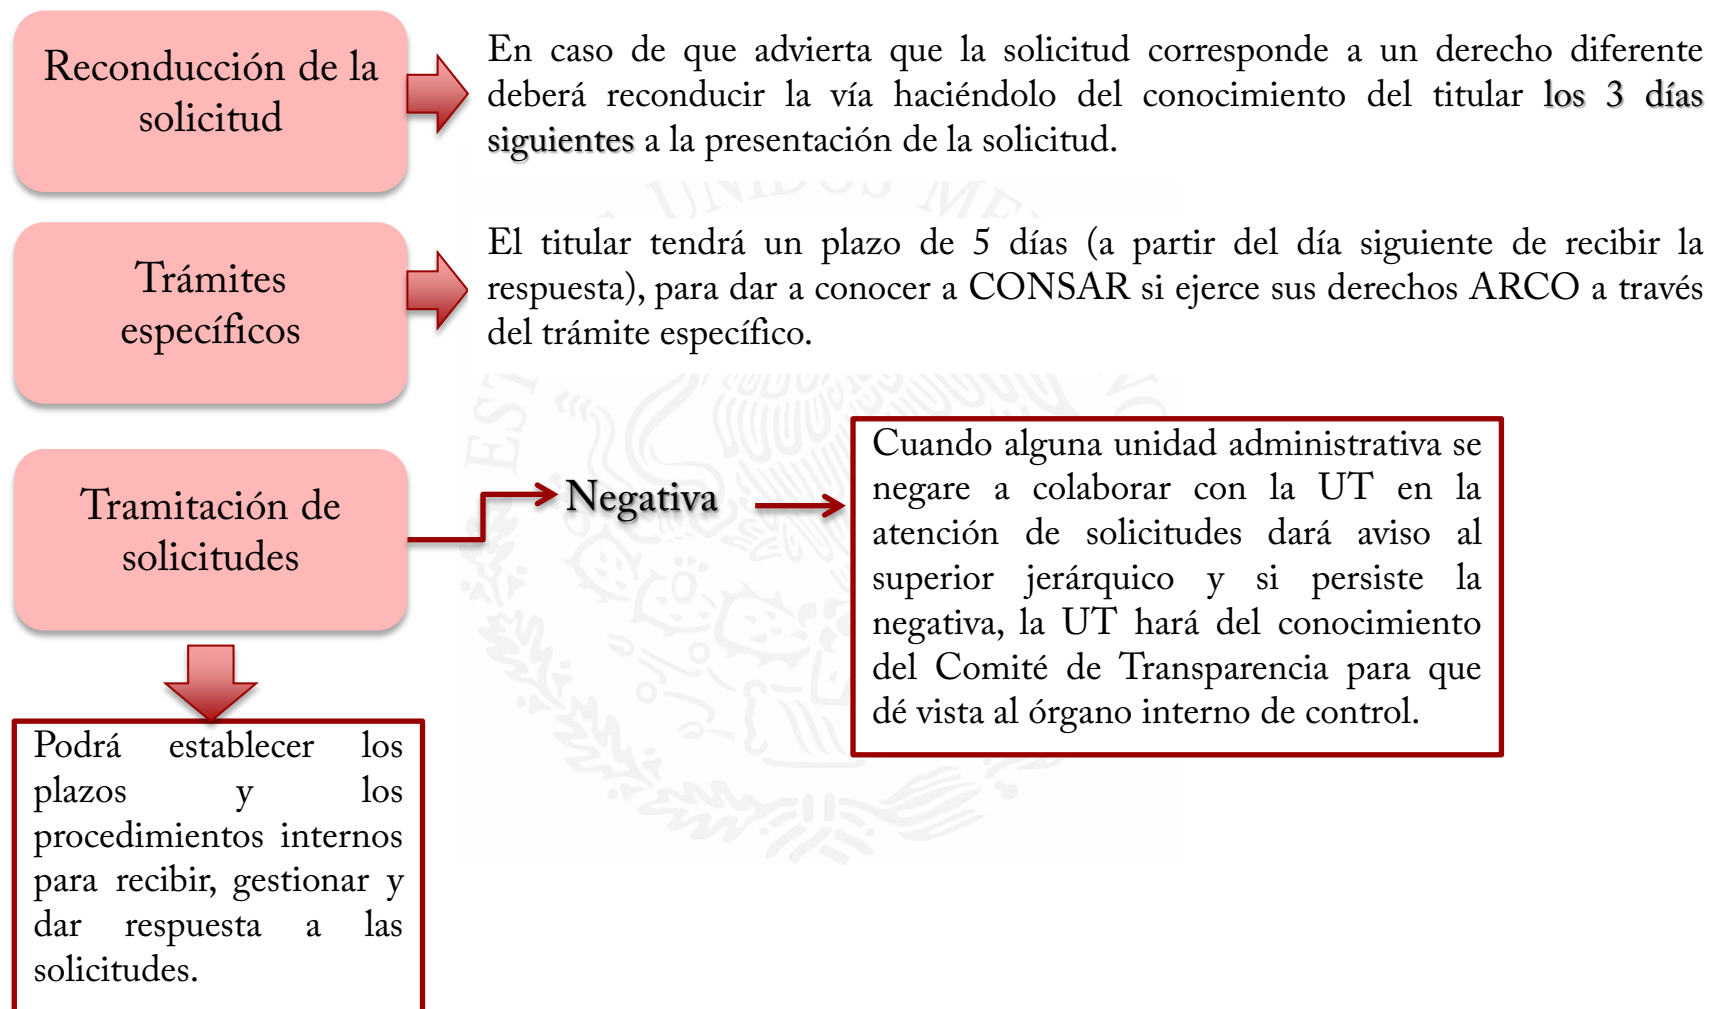 Reconducción de la
solicitud
En caso de que advierta que la solicitud corresponde a un derecho diferente
deberá reconducir la vía haciéndolo del conocimiento del titular los 3 días
siguientes a la presentación de la solicitud.
Trámites
específicos
El titular tendrá un plazo de 5 días (a partir del día siguiente de recibir la
respuesta), para dar a conocer a CONSAR si ejerce sus derechos ARCO a través
del trámite específico.
Tramitación de
solicitudes
Negativa
Cuando alguna unidad administrativa se
negare a colaborar con la UT en la
atención de solicitudes dará aviso al
superior jerárquico y si persiste la
negativa, la UT hará del conocimiento
del Comité de Transparencia para que
dé vista al órgano interno de control.
Podrá establecer los
plazos y los
procedimientos internos
para recibir, gestionar y
dar respuesta a las
solicitudes.